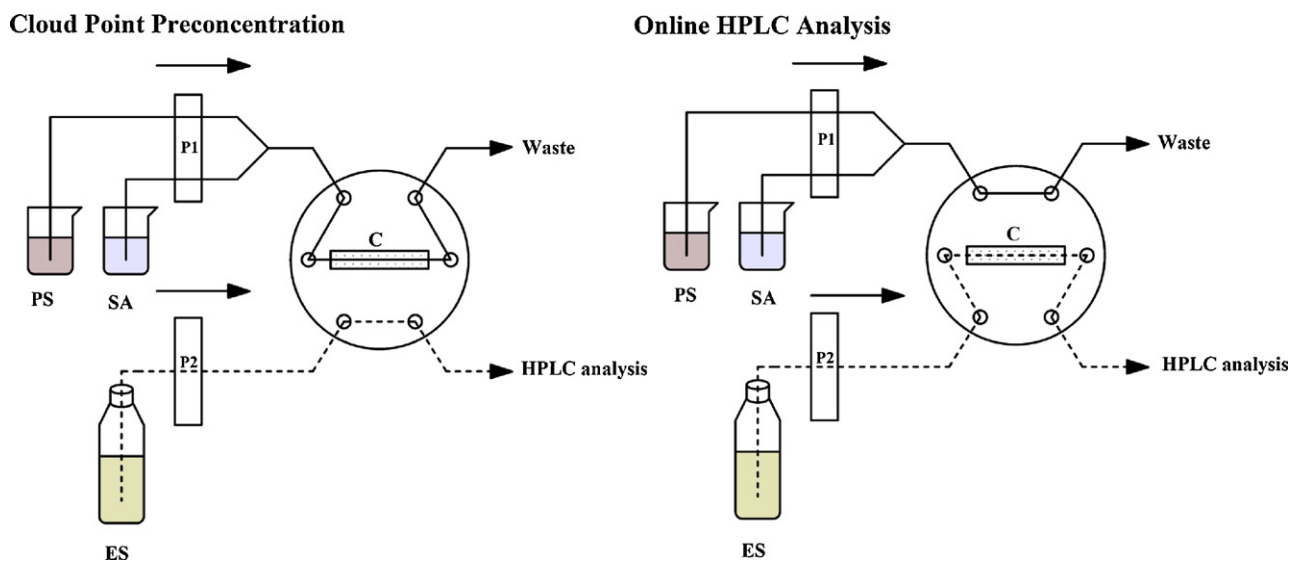 Cloud Point Preconcentration
P1
Waste
C
PS
SA
P2
HPLC analysis
ES
Online HPLC Analysis
P1
Waste
C
PS
SA
P2
HPLC analysis
ES